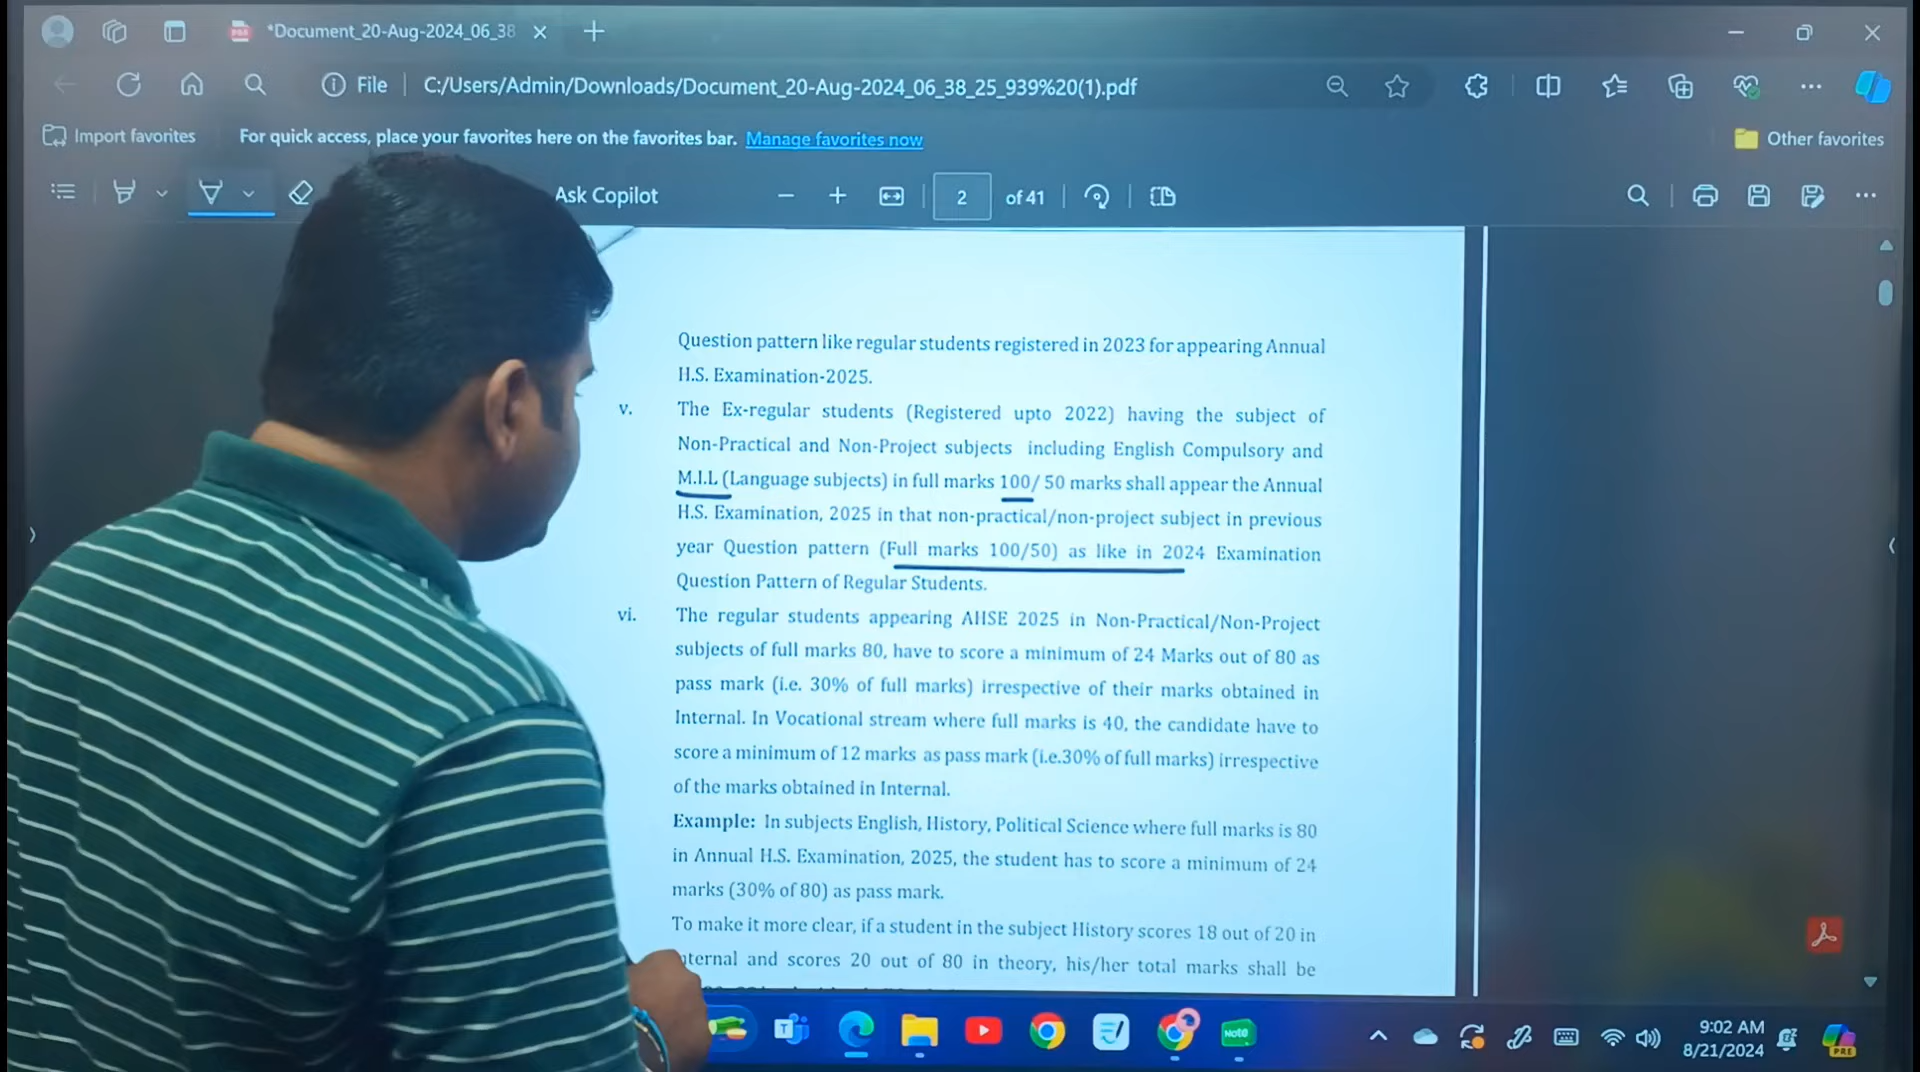 *Document_20-Aug-2024_06_38
File
C:/Users/Admin/Downloads/Document_20-Aug-2024_06_38_25_939%20(1).pdf
Import favorites
For quick access, place your favorites here on the favorites bar. Manage favorites now
Other favorites
Ask Copilot
2 of 41
Question pattern like regular students registered in 2023 for appearing Annual
H.S. Examination-2025.
v. The Ex-regular students (Registered upto 2022) having the subject of
Non-Practical and Non-Project subjects including English Compulsory and
M.I.L (Language subjects) in full marks 100/ 50 marks shall appear the Annual
H.S. Examination, 2025 in that non-practical/non-project subject in previous
year Question pattern (Full marks 100/50) as like in 2024 Examination
Question Pattern of Regular Students.
vi. The regular students appearing AHSE 2025 in Non-Practical/Non-Project
subjects of full marks 80, have to score a minimum of 24 Marks out of 80 as
pass mark (i.e. 30% of full marks) irrespective of their marks obtained in
Internal. In Vocational stream where full marks is 40, the candidate have to
score a minimum of 12 marks as pass mark (i.e.30% of full marks) irrespective
of the marks obtained in Internal.
Example: In subjects English, History, Political Science where full marks is 80
in Annual H.S. Examination, 2025, the student has to score a minimum of 24
marks (30% of 80) as pass mark.
To make it more clear, if a student in the subject History scores 18 out of 20 in
and scores 20 out of 80 in theory, his/her total marks shall be
Note
9:02 AM
8/21/2024
PRE